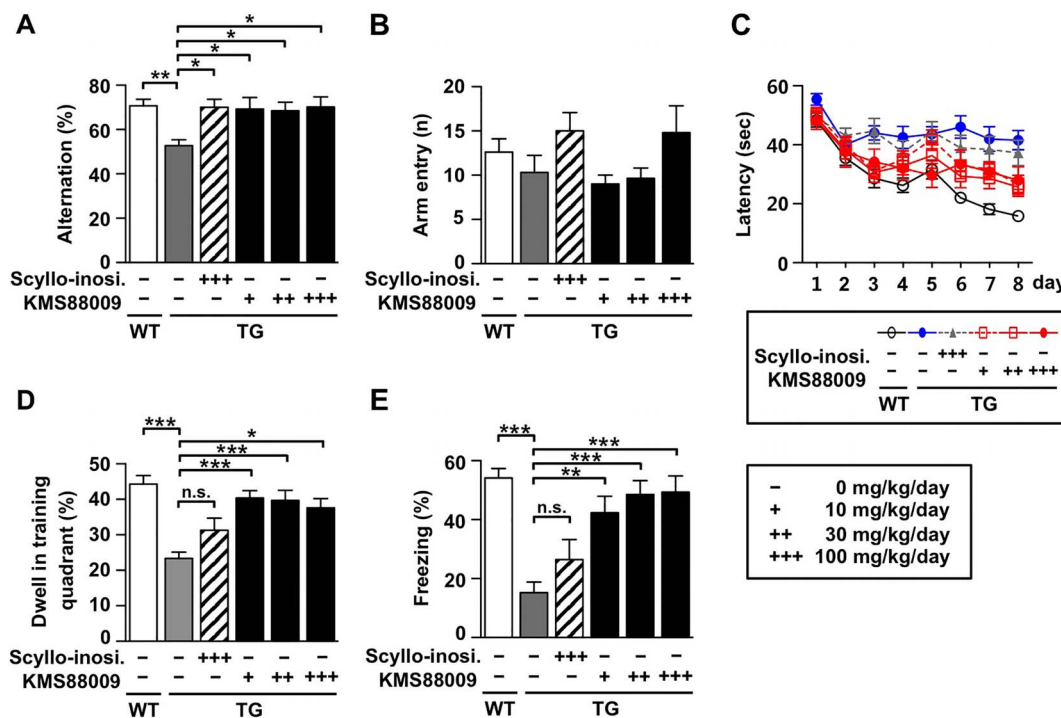 A
Alternation (%)
80
60
40
20
0
** * * * *
Scyllo-inosi. – – +++ – – –
KMS88009 – – – + ++ +++
WT TG
B
Arm entry (n)
20
15
10
5
0
Scyllo-inosi. – – +++ – – –
KMS88009 – – – + ++ +++
WT TG
C
Latency (sec)
60
40
20
0
1 2 3 4 5 6 7 8 day
Scyllo-inosi. – – +++ – – –
KMS88009 – – – + ++ +++
WT TG
D
Dwell in training
quadrant (%)
50
40
30
20
10
0
*** n.s. *** *** *
Scyllo-inosi. – – +++ – – –
KMS88009 – – – + ++ +++
WT TG
E
Freezing (%)
60
40
20
0
*** n.s. ** *** ***
Scyllo-inosi. – – +++ – – –
KMS88009 – – – + ++ +++
WT TG
– 0 mg/kg/day
+ 10 mg/kg/day
++ 30 mg/kg/day
+++ 100 mg/kg/day